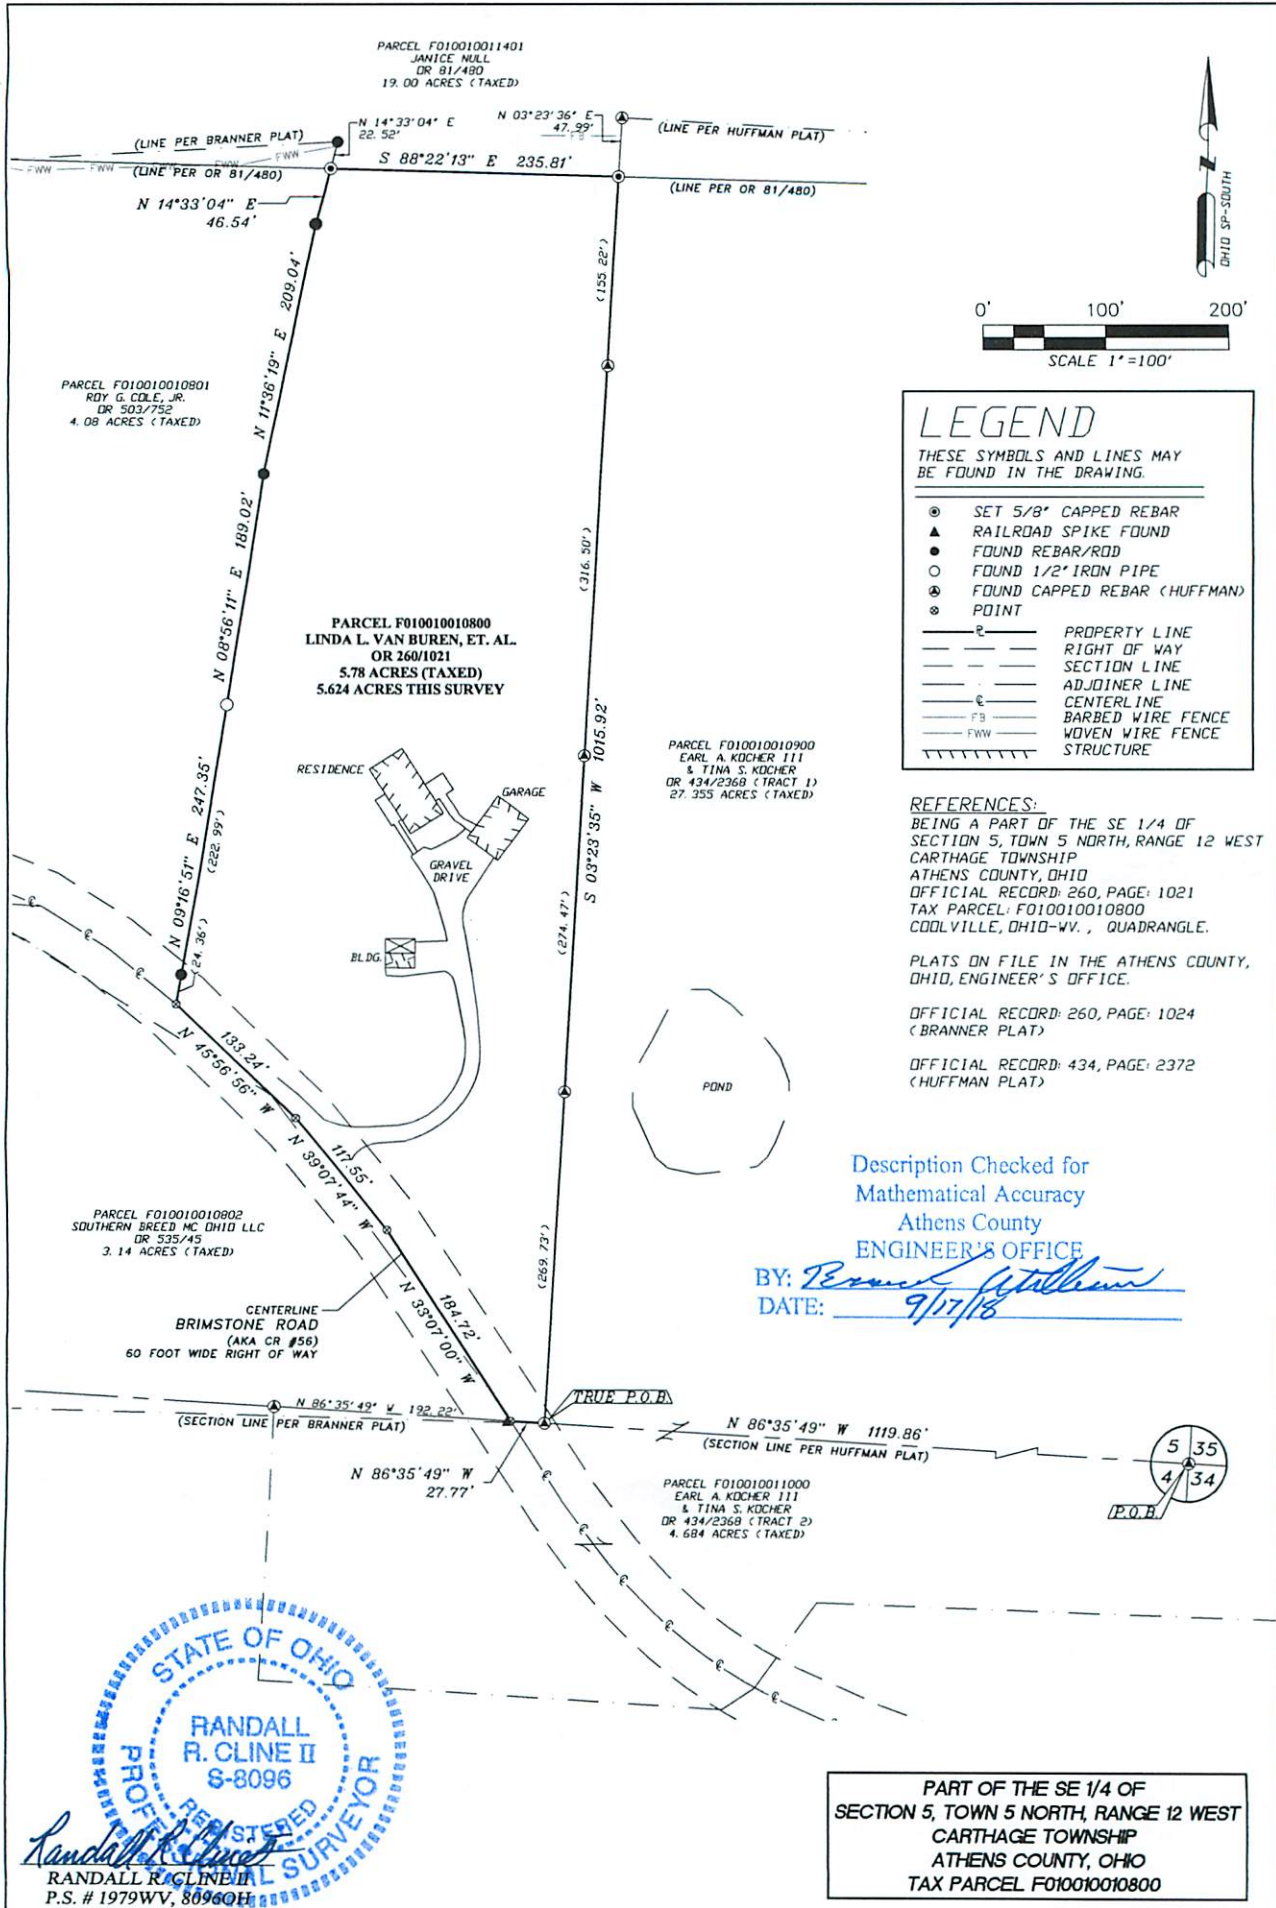 PARCEL F010010011401
JANICE NULL
OR 81/480
19.00 ACRES (TAXED)
N 14°33'04" E
22.52'
N 03°23'36" E
47.99'
FB
(LINE PER HUFFMAN PLAT)
(LINE PER BRANNER PLAT)
FWW FWW FWW FWW FWW
(LINE PER OR 81/480)
S 88°22'13" E 235.81'
(LINE PER OR 81/480)
N 14°33'04" E
46.54'
OHIO SP-SOUTH
0' 100' 200'
SCALE 1"=100'
(155.22')
N 11°36'19" E 209.04'
PARCEL F010010010801
ROY G. COLE, JR.
OR 503/752
4.08 ACRES (TAXED)
LEGEND
THESE SYMBOLS AND LINES MAY
BE FOUND IN THE DRAWING.
SET 5/8" CAPPED REBAR
RAILROAD SPIKE FOUND
FOUND REBAR/ROD
FOUND 1/2" IRON PIPE
FOUND CAPPED REBAR (HUFFMAN)
POINT
PROPERTY LINE
RIGHT OF WAY
SECTION LINE
ADJOINER LINE
CENTERLINE
FB BARBED WIRE FENCE
FWW WOVEN WIRE FENCE
STRUCTURE
N 08°56'11" E 189.02'
(316.50')
PARCEL F010010010800
LINDA L. VAN BUREN, ET. AL.
OR 260/1021
5.78 ACRES (TAXED)
5.624 ACRES THIS SURVEY
S 03°23'35" W 1015.92'
PARCEL F010010010900
EARL A. KOCHER III
& TINA S. KOCHER
OR 434/2368 (TRACT 1)
27.355 ACRES (TAXED)
RESIDENCE
GARAGE
GRAVEL
DRIVE
BLDG.
N 09°16'51" E 247.35'
(222.99')
(24.36')
(274.47')
REFERENCES:
BEING A PART OF THE SE 1/4 OF
SECTION 5, TOWN 5 NORTH, RANGE 12 WEST
CARTHAGE TOWNSHIP
ATHENS COUNTY, OHIO
OFFICIAL RECORD: 260, PAGE: 1021
TAX PARCEL: F010010010800
COOLVILLE, OHIO-WV., QUADRANGLE.
PLATS ON FILE IN THE ATHENS COUNTY,
OHIO, ENGINEER'S OFFICE.
OFFICIAL RECORD: 260, PAGE: 1024
(BRANNER PLAT)
OFFICIAL RECORD: 434, PAGE: 2372
(HUFFMAN PLAT)
133.24'
N 45°56'56" W
POND
117.55'
N 39°07'44" W
Description Checked for
Mathematical Accuracy
Athens County
ENGINEER'S OFFICE
BY:
DATE: 9/17/18
PARCEL F010010010802
SOUTHERN BREED MC OHIO LLC
OR 535/45
3.14 ACRES (TAXED)
(269.73')
184.72'
N 33°07'00" W
CENTERLINE
BRIMSTONE ROAD
(AKA CR #56)
60 FOOT WIDE RIGHT OF WAY
TRUE P.O.B.
N 86°35'49" W 192.22'
(SECTION LINE PER BRANNER PLAT)
N 86°35'49" W 1119.86'
(SECTION LINE PER HUFFMAN PLAT)
5 35
4 34
P.O.B.
N 86°35'49" W
27.77'
PARCEL F010010011000
EARL A. KOCHER III
& TINA S. KOCHER
OR 434/2368 (TRACT 2)
4.684 ACRES (TAXED)
STATE OF OHIO
RANDALL
R. CLINE II
S-8096
REGISTERED
PROFESSIONAL SURVEYOR
Randall R Cline II
RANDALL R. CLINE II
P.S. # 1979WV, 8096OH
PART OF THE SE 1/4 OF
SECTION 5, TOWN 5 NORTH, RANGE 12 WEST
CARTHAGE TOWNSHIP
ATHENS COUNTY, OHIO
TAX PARCEL F010010010800